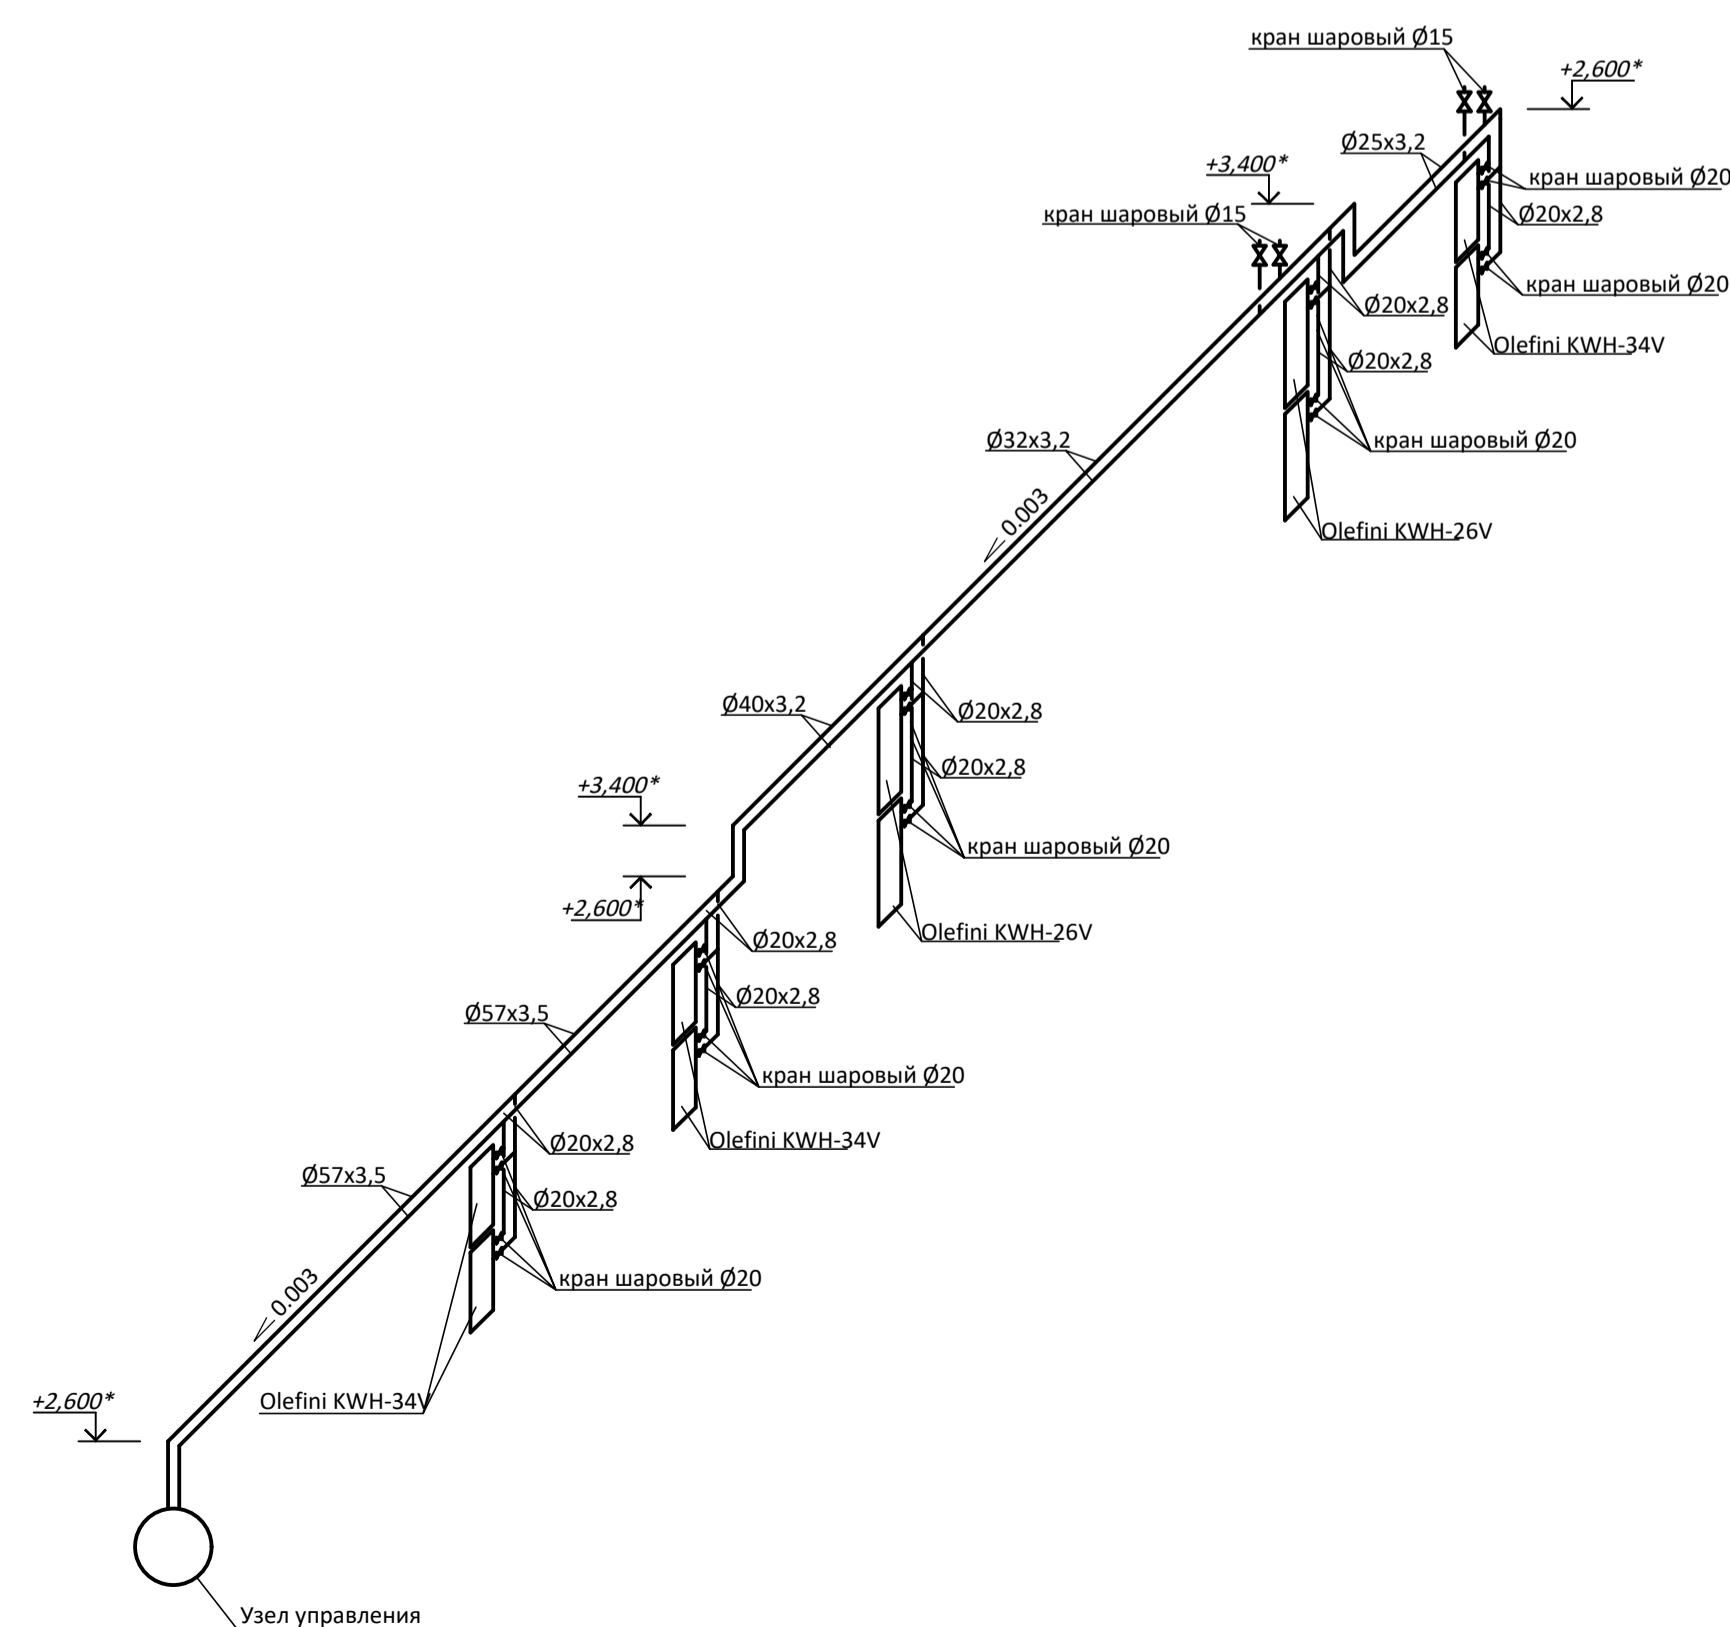 кран шаровый Ø15
+2,600*
Ø25x3,2
+3,400*
кран шаровый Ø20
кран шаровый Ø15
Ø20x2,8
кран шаровый Ø20
Ø20x2,8
Olefini KWH-34V
Ø20x2,8
Ø32x3,2
кран шаровый Ø20
0.003
Olefini KWH-26V
Ø40x3,2
Ø20x2,8
Ø20x2,8
+3,400*
кран шаровый Ø20
+2,600*
Olefini KWH-26V
Ø20x2,8
Ø20x2,8
Ø57x3,5
кран шаровый Ø20
Olefini KWH-34V
Ø20x2,8
Ø57x3,5
Ø20x2,8
кран шаровый Ø20
0.003
Olefini KWH-34V
+2,600*
Узел управления